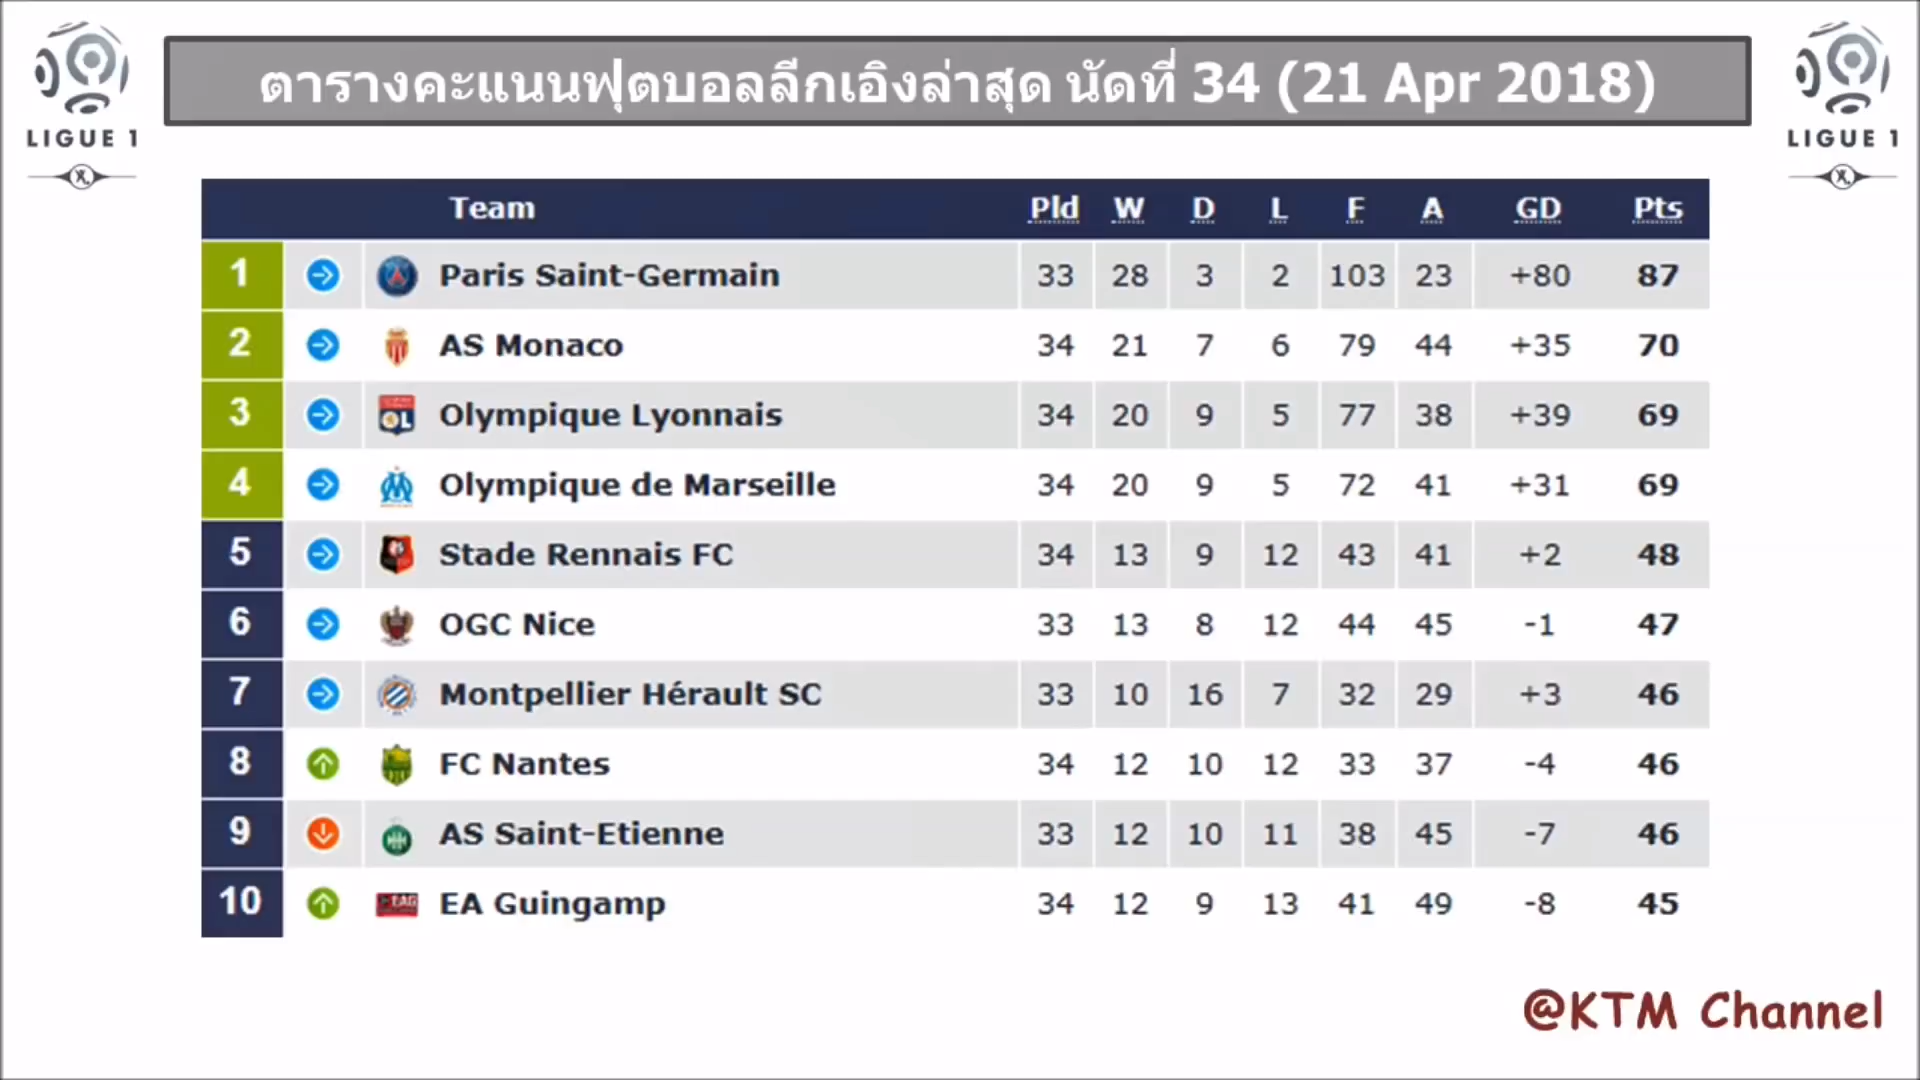 ตารางคะแนนฟุตบอลลีกเอิงล่าสุด นัดที่ 34 (21 Apr 2018)
LIGUE 1
LIGUE 1
Team Pld W D L F A GD Pts
1 Paris Saint-Germain 33 28 3 2 103 23 +80 87
2 AS Monaco 34 21 7 6 79 44 +35 70
3 Olympique Lyonnais 34 20 9 5 77 38 +39 69
4 Olympique de Marseille 34 20 9 5 72 41 +31 69
5 Stade Rennais FC 34 13 9 12 43 41 +2 48
6 OGC Nice 33 13 8 12 44 45 -1 47
7 Montpellier Hérault SC 33 10 16 7 32 29 +3 46
8 FC Nantes 34 12 10 12 33 37 -4 46
9 AS Saint-Etienne 33 12 10 11 38 45 -7 46
10 EAG EA Guingamp 34 12 9 13 41 49 -8 45
@KTM Channel